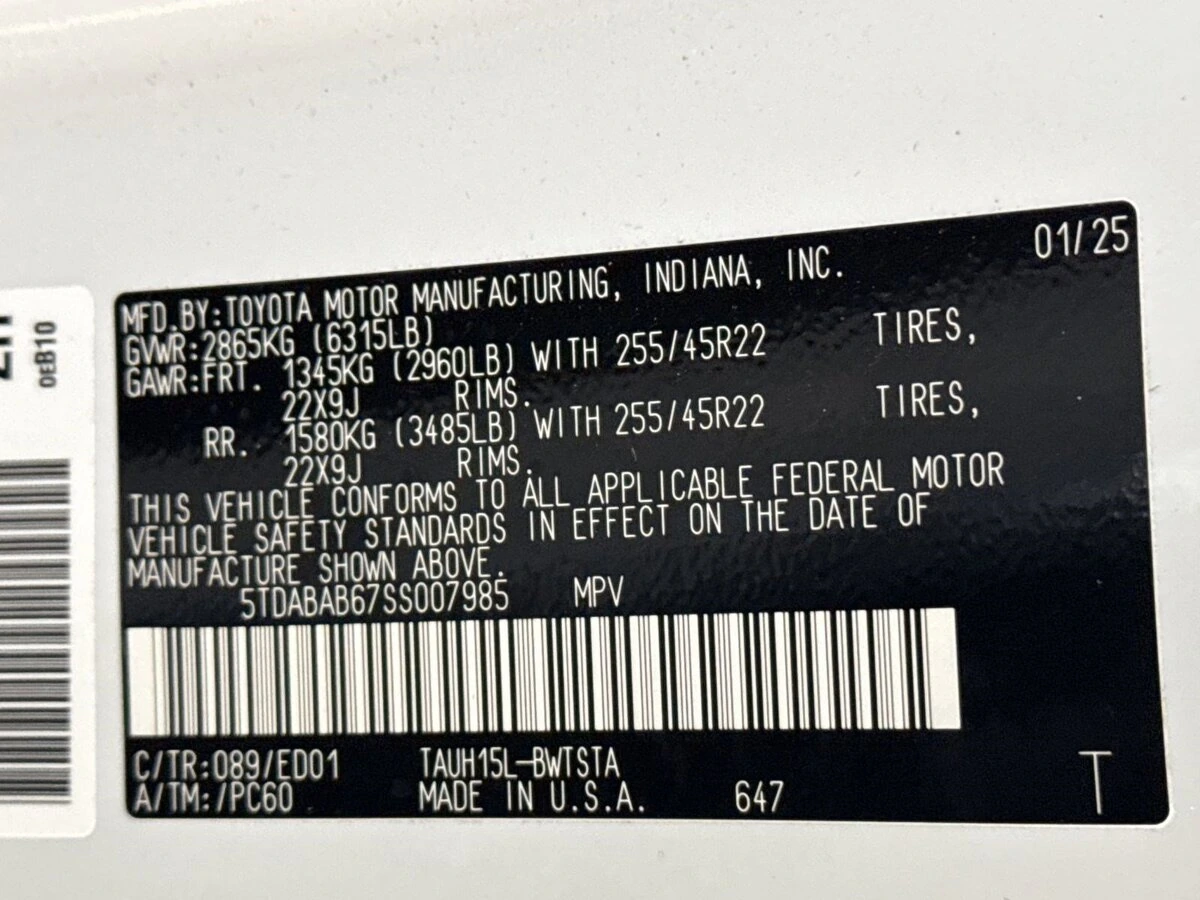 01/25
MFD.BY:TOYOTA MOTOR MANUFACTURING, INDIANA, INC.
GVWR:2865KG (6315LB)
GAWR:FRT. 1345KG (2960LB) WITH 255/45R22 TIRES,
22X9J RIMS.
RR. 1580KG (3485LB) WITH 255/45R22 TIRES,
22X9J RIMS.
THIS VEHICLE CONFORMS TO ALL APPLICABLE FEDERAL MOTOR
VEHICLE SAFETY STANDARDS IN EFFECT ON THE DATE OF
MANUFACTURE SHOWN ABOVE.
5TDABAB67SS007985 MPV
C/TR:089/ED01 TAUH15L-BWTSTA
A/TM:/PC60 MADE IN U.S.A. 647
T
0EB10